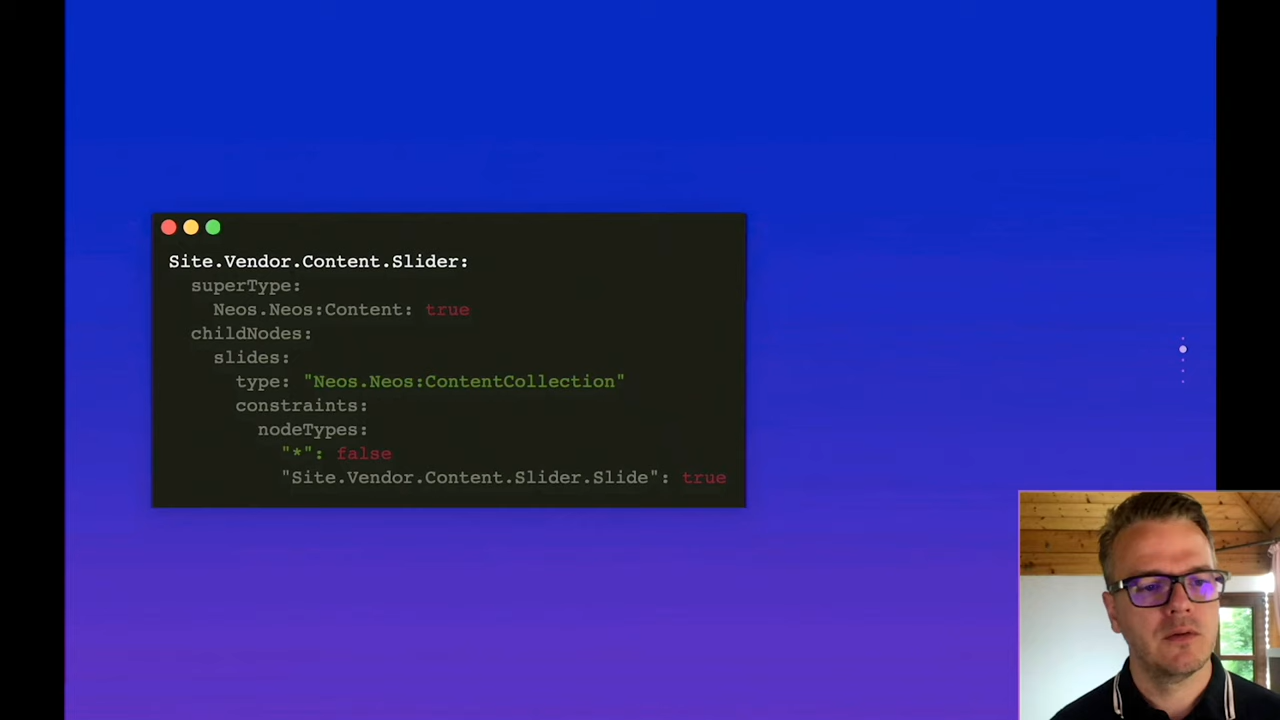 Site.Vendor.Content.Slider:
superType:
Neos.Neos:Content: true
childNodes:
slides:
type: "Neos.Neos:ContentCollection"
constraints:
nodeTypes:
"*": false
"Site.Vendor.Content.Slider.Slide": true